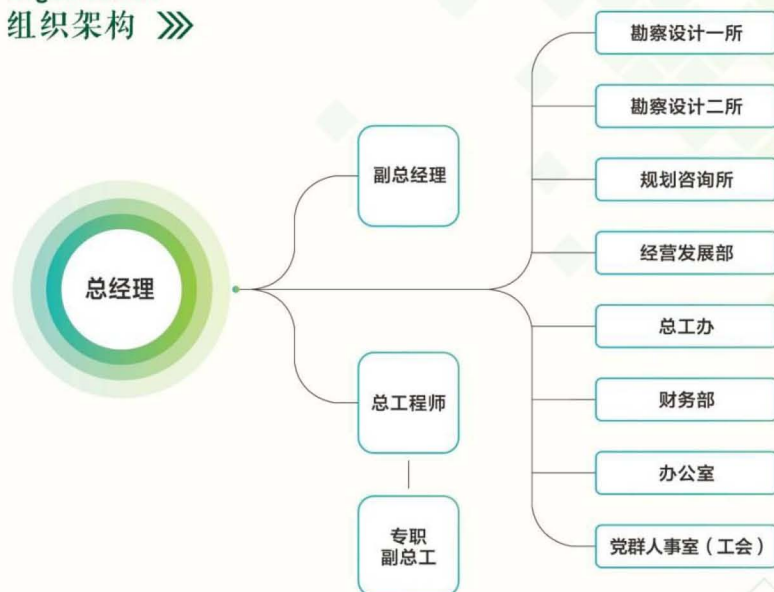 组织架构
总经理
副总经理
总工程师
专职
副总工
勘察设计一所
勘察设计二所
规划咨询所
经营发展部
总工办
财务部
办公室
党群人事室（工会）